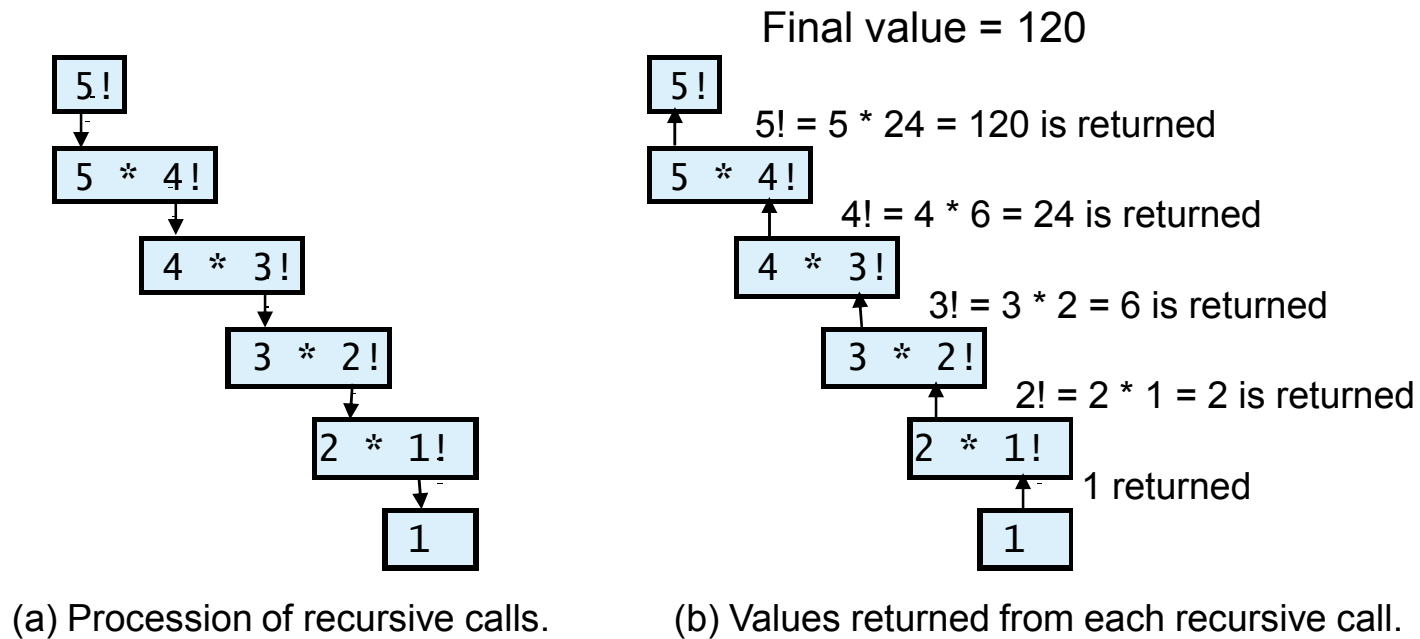 Final value = 120
5!
5 * 4!
4 * 3!
3 * 2!
2 * 1!
1
(a) Procession of recursive calls.
5!
5! = 5 * 24 = 120 is returned
5 * 4!
4! = 4 * 6 = 24 is returned
4 * 3!
3! = 3 * 2 = 6 is returned
3 * 2!
2! = 2 * 1 = 2 is returned
2 * 1!
1 returned
1
(b) Values returned from each recursive call.